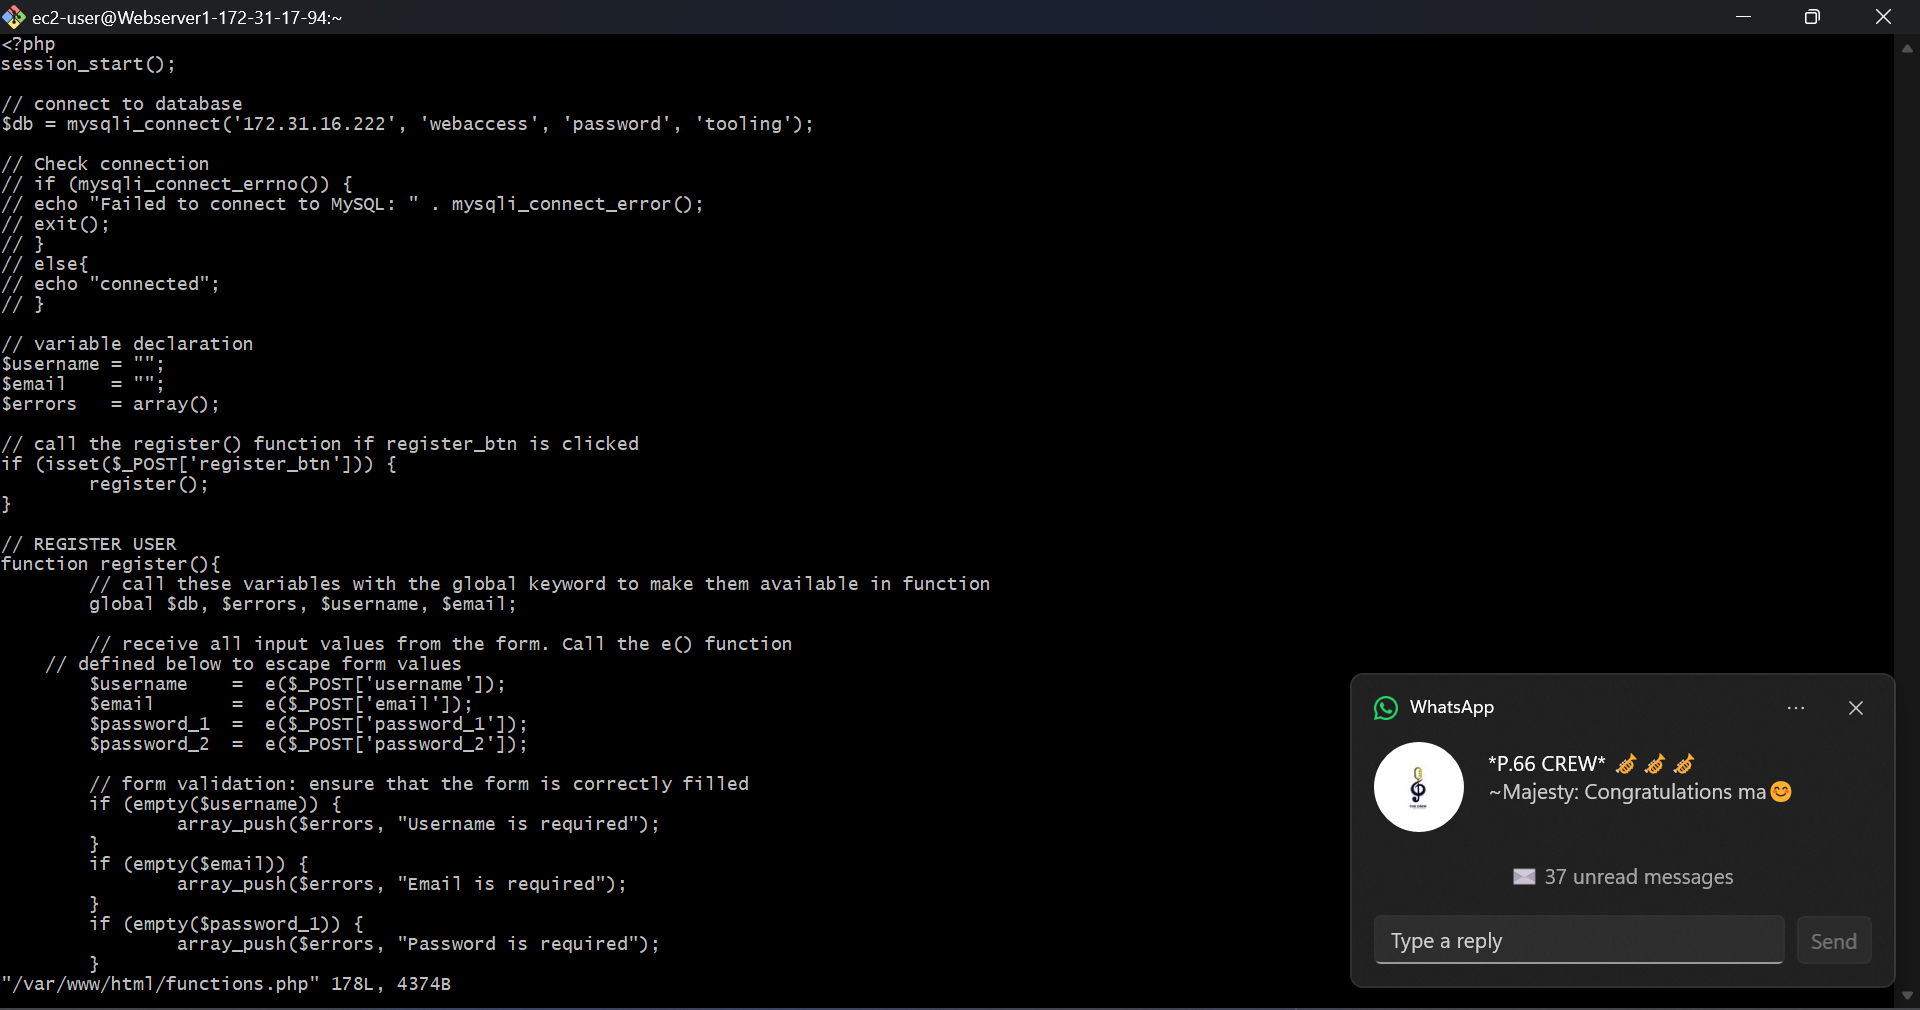 ec2-user@Webserver1-172-31-17-94:~
<?php
session_start();
// connect to database
$db = mysqli_connect('172.31.16.222', 'webaccess', 'password', 'tooling');
// Check connection
// if (mysqli_connect_errno()) {
// echo "Failed to connect to MySQL: " . mysqli_connect_error();
// exit();
// }
// else{
// echo "connected";
// }
// variable declaration
$username = "";
$email    = "";
$errors   = array();
// call the register() function if register_btn is clicked
if (isset($_POST['register_btn'])) {
        register();
}
// REGISTER USER
function register(){
        // call these variables with the global keyword to make them available in function
        global $db, $errors, $username, $email;
        // receive all input values from the form. Call the e() function
    // defined below to escape form values
        $username    =  e($_POST['username']);
        $email       =  e($_POST['email']);
        $password_1  =  e($_POST['password_1']);
        $password_2  =  e($_POST['password_2']);
        // form validation: ensure that the form is correctly filled
        if (empty($username)) {
                array_push($errors, "Username is required");
        }
        if (empty($email)) {
                array_push($errors, "Email is required");
        }
        if (empty($password_1)) {
                array_push($errors, "Password is required");
        }
"/var/www/html/functions.php" 178L, 4374B
WhatsApp
*P.66 CREW* 🎺🎺🎺
~Majesty: Congratulations ma😊
✉️ 37 unread messages
Type a reply
Send